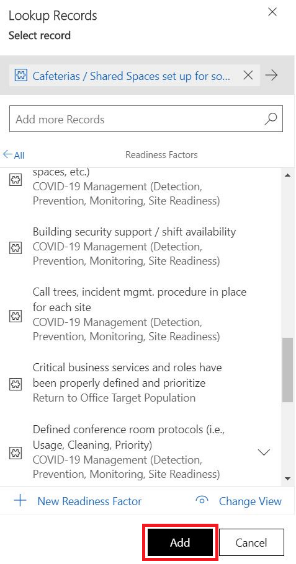 Lookup Records
Select record
Cafeterias / Shared Spaces set up for so...
Add more Records
All
Readiness Factors
spaces, etc.)
COVID-19 Management (Detection,
Prevention, Monitoring, Site Readiness)
Building security support / shift availability
COVID-19 Management (Detection,
Prevention, Monitoring, Site Readiness)
Call trees, incident mgmt. procedure in place
for each site
COVID-19 Management (Detection,
Prevention, Monitoring, Site Readiness)
Critical business services and roles have
been properly defined and prioritize
Return to Office Target Population
Defined conference room protocols (i.e.,
Usage, Cleaning, Priority)
COVID-19 Management (Detection,
Prevention, Monitoring, Site Readiness)
New Readiness Factor
Change View
Add
Cancel